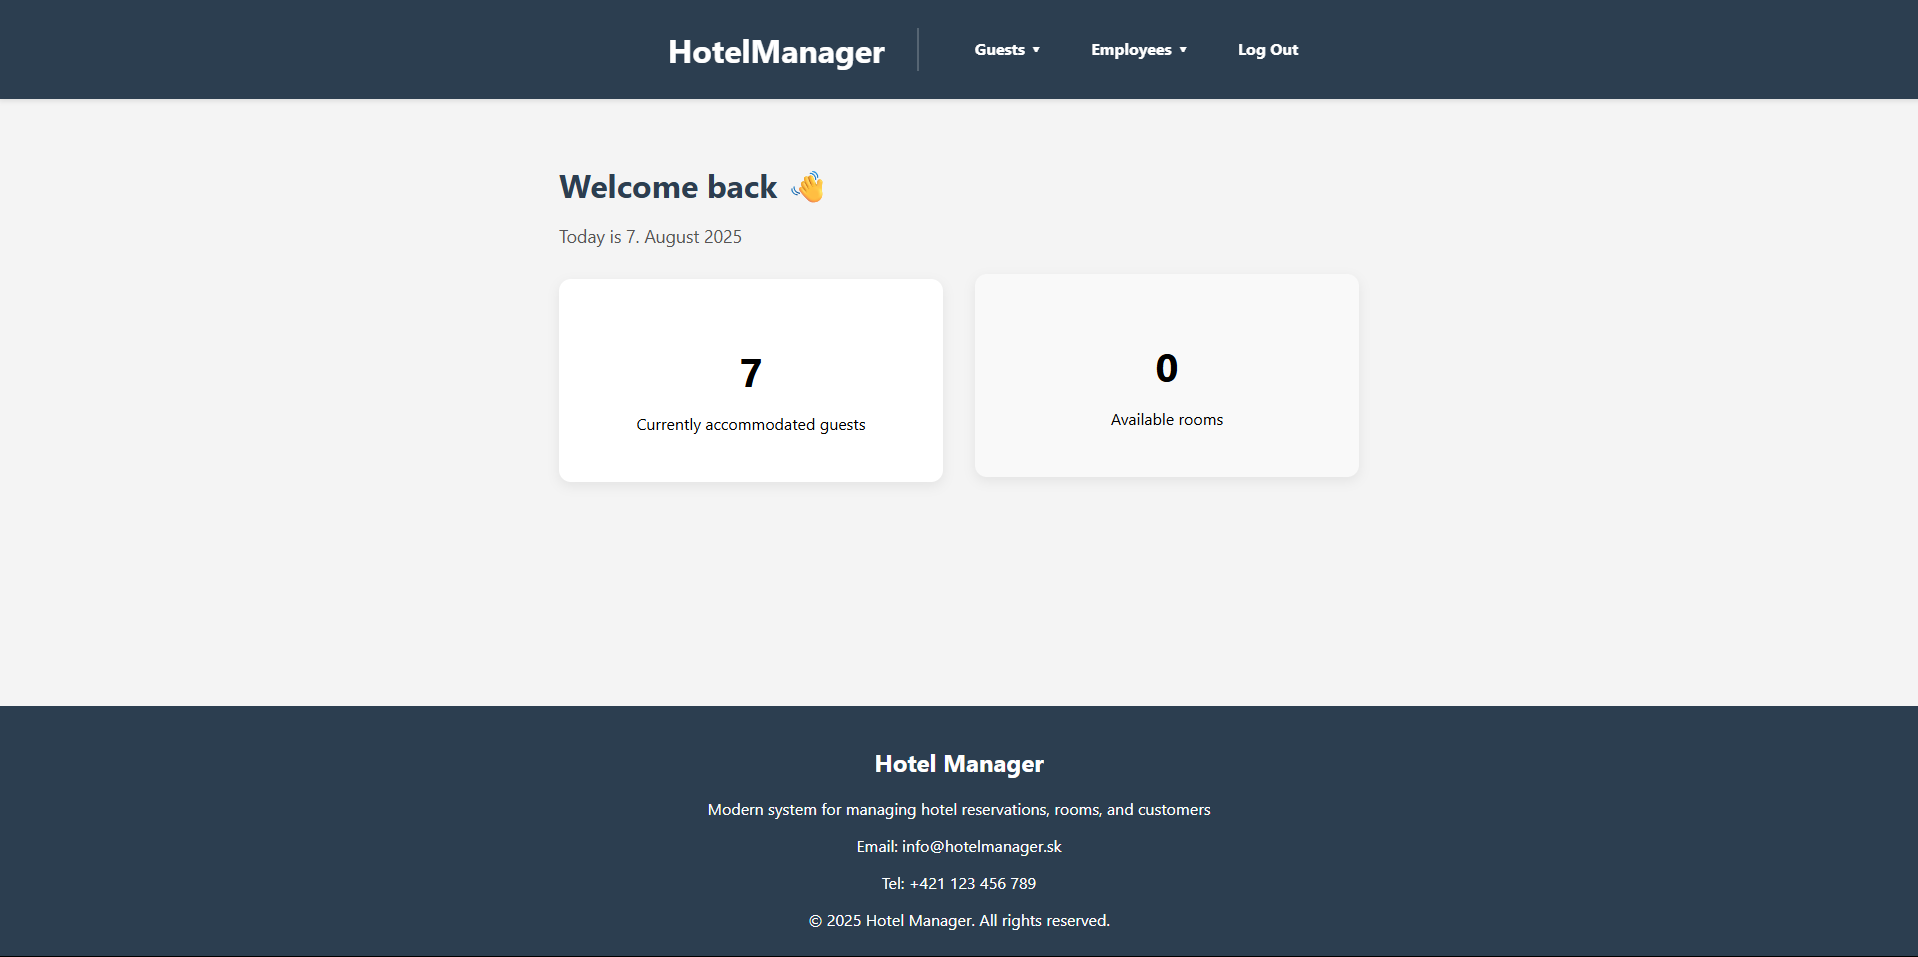 HotelManager
Guests ▼
Employees ▼
Log Out
Welcome back 👋
Today is 7. August 2025
7
Currently accommodated guests
0
Available rooms
Hotel Manager
Modern system for managing hotel reservations, rooms, and customers
Email: info@hotelmanager.sk
Tel: +421 123 456 789
© 2025 Hotel Manager. All rights reserved.